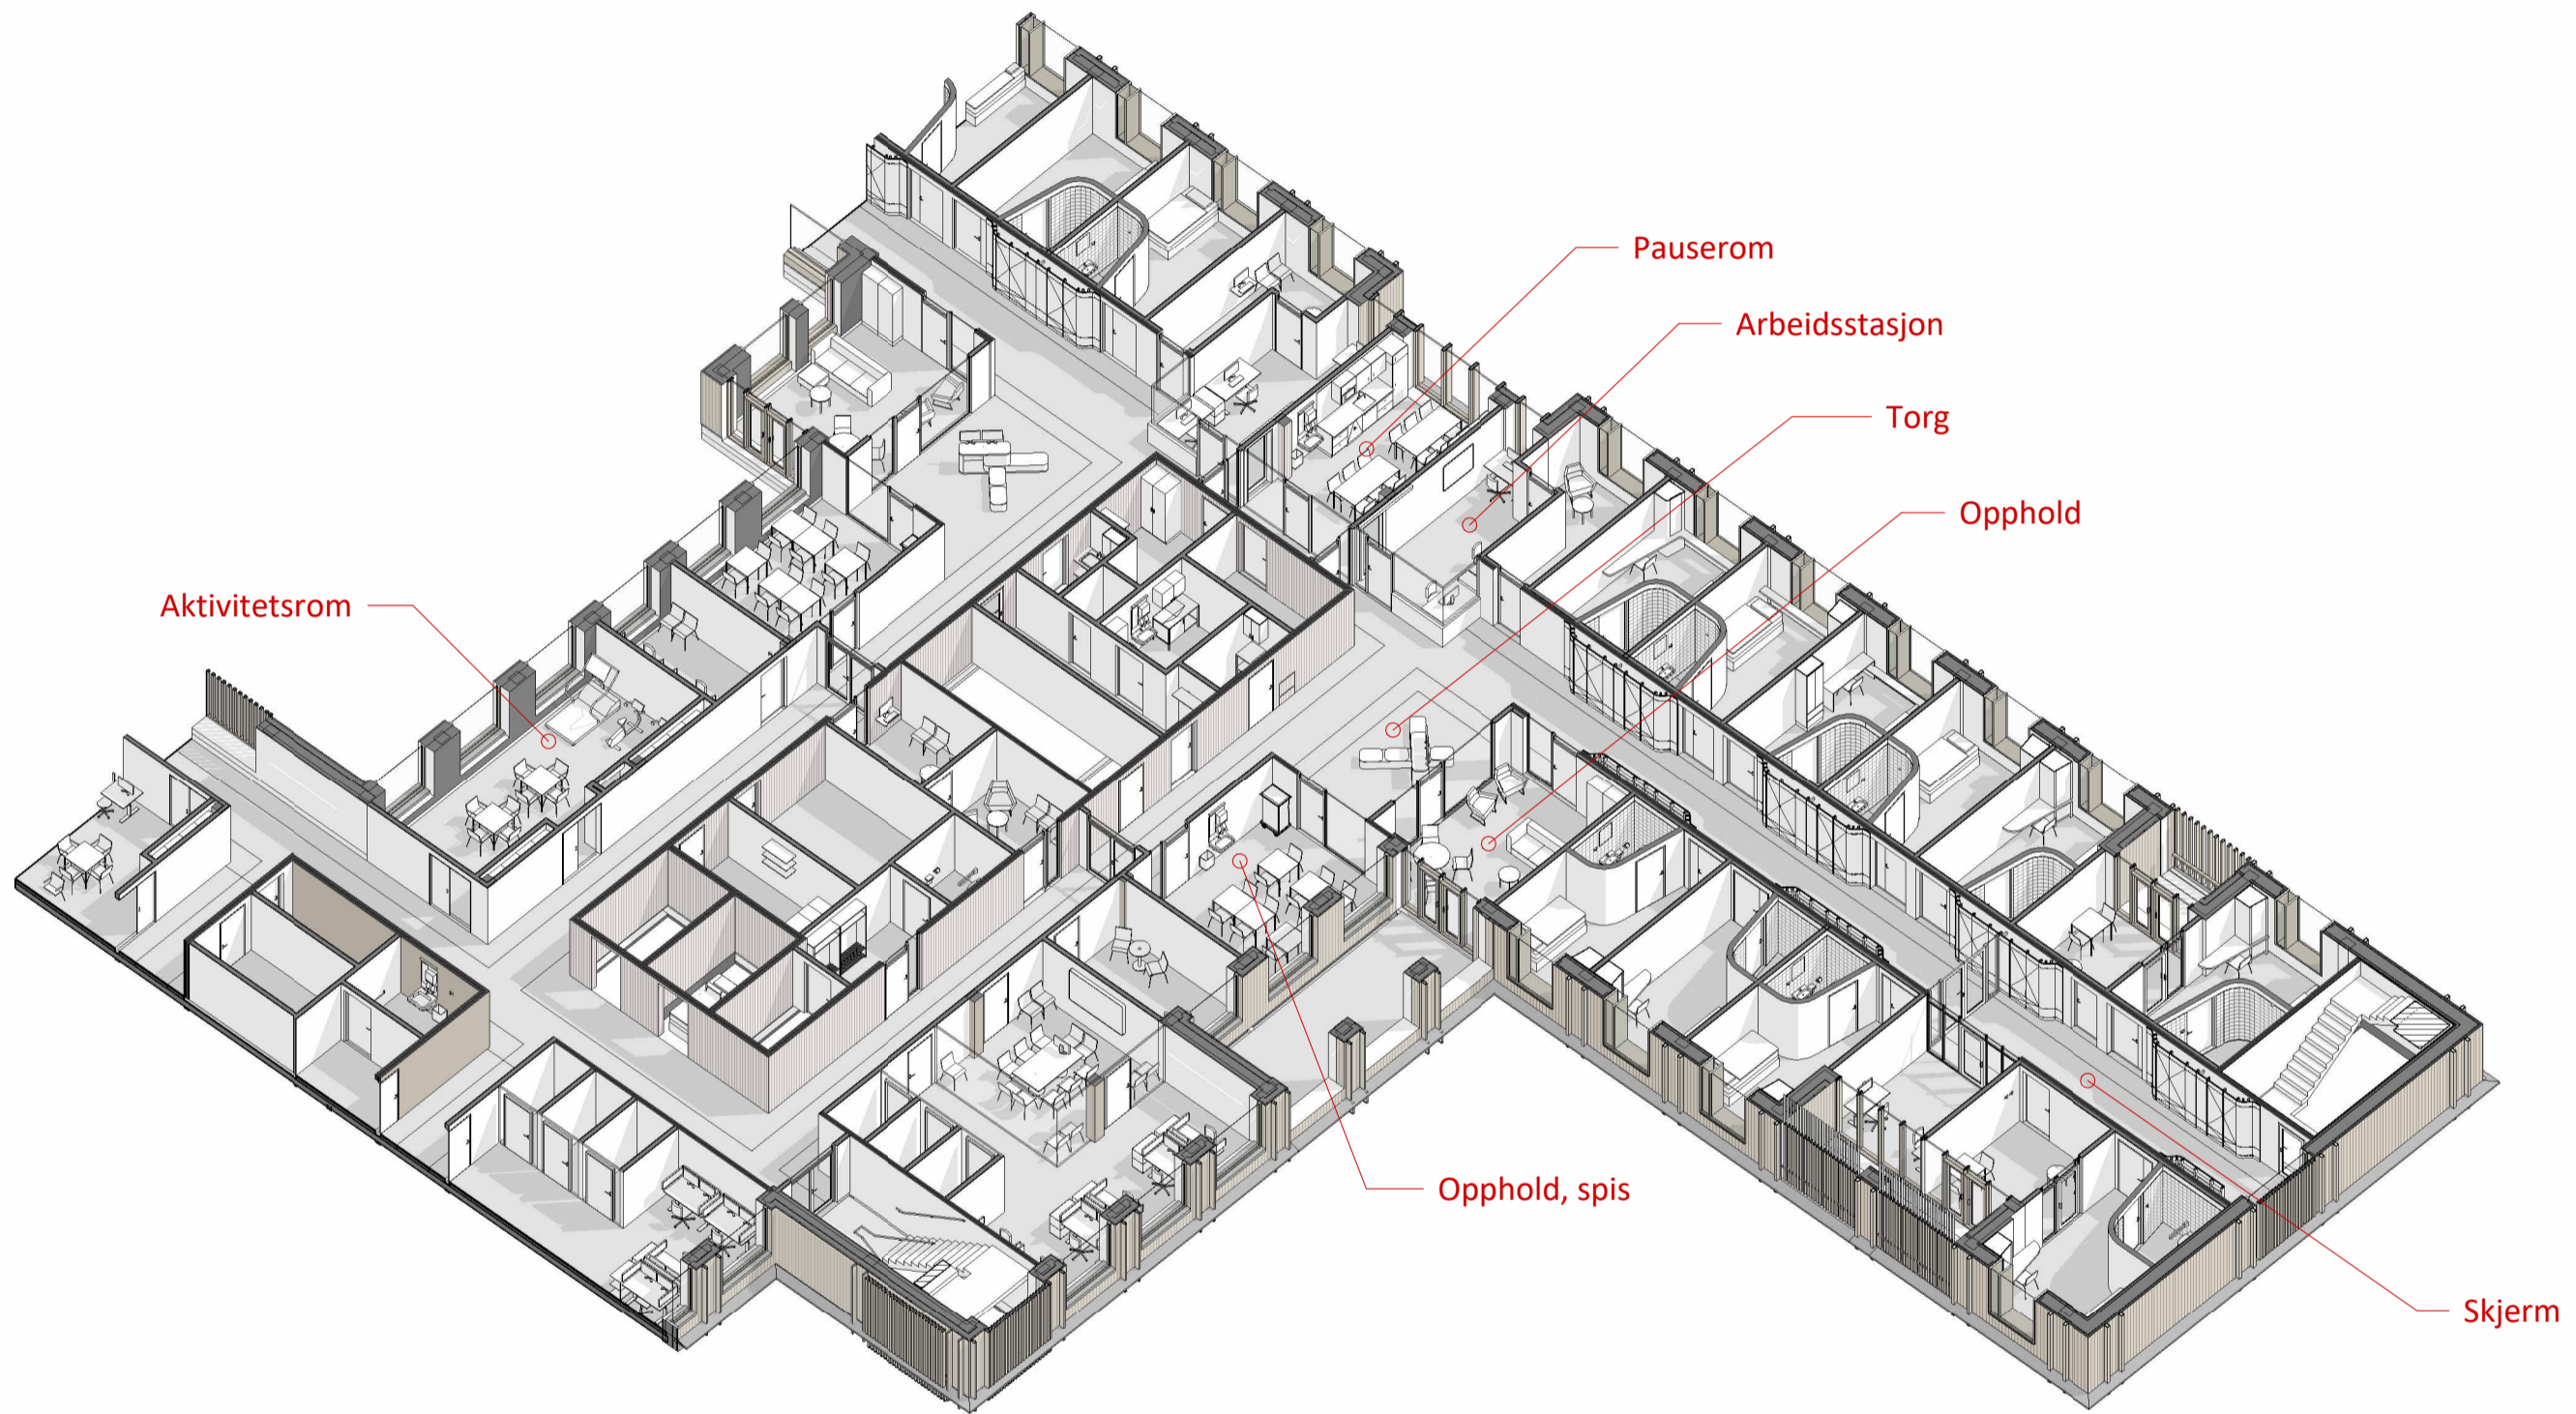 Pauserom
Arbeidsstasjon
Torg
Opphold
Aktivitetsrom
Opphold, spis
Skjerm